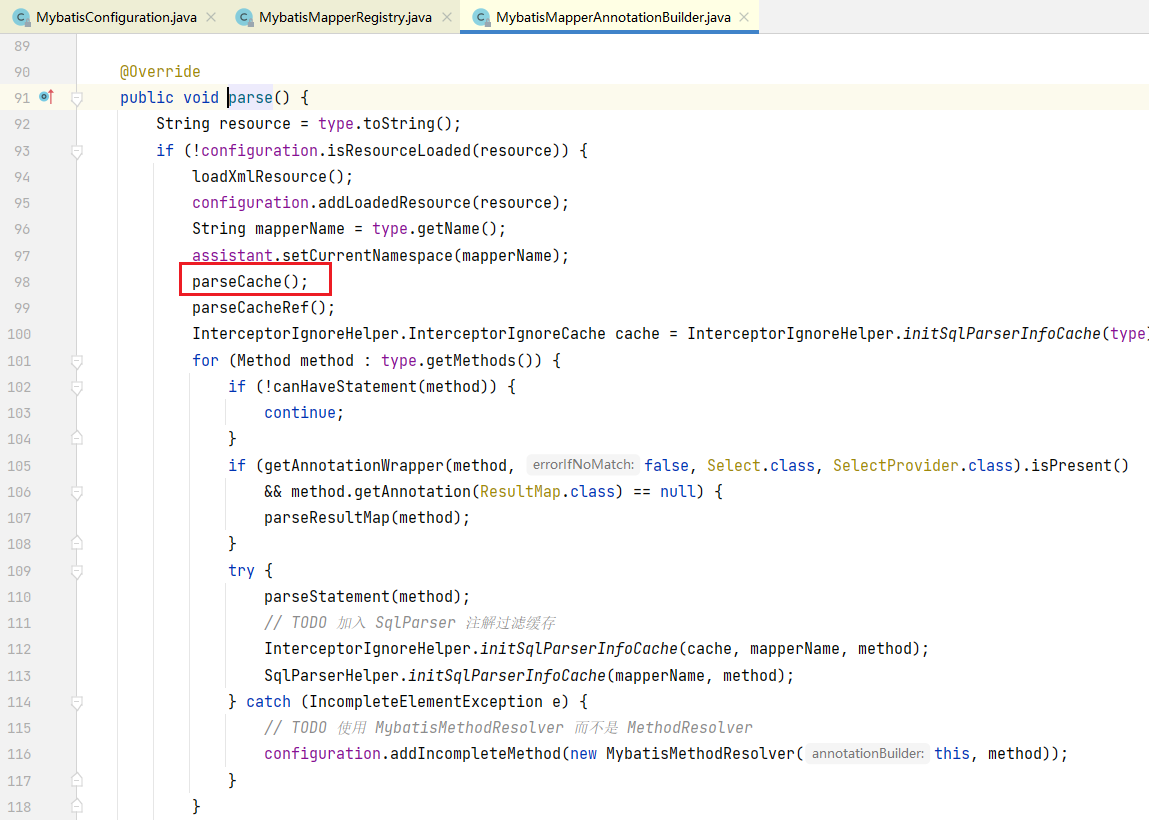 MybatisConfiguration.java × MybatisMapperRegistry.java × MybatisMapperAnnotationBuilder.java ×
89
90 @Override
91 public void parse() {
92 String resource = type.toString();
93 if (!configuration.isResourceLoaded(resource)) {
94 loadXmlResource();
95 configuration.addLoadedResource(resource);
96 String mapperName = type.getName();
97 assistant.setCurrentNamespace(mapperName);
98 parseCache();
99 parseCacheRef();
100 InterceptorIgnoreHelper.InterceptorIgnoreCache cache = InterceptorIgnoreHelper.initSqlParserInfoCache(type)
101 for (Method method : type.getMethods()) {
102 if (!canHaveStatement(method)) {
103 continue;
104 }
105 if (getAnnotationWrapper(method, errorIfNoMatch: false, Select.class, SelectProvider.class).isPresent()
106 && method.getAnnotation(ResultMap.class) == null) {
107 parseResultMap(method);
108 }
109 try {
110 parseStatement(method);
111 // TODO 加入 SqlParser 注解过滤缓存
112 InterceptorIgnoreHelper.initSqlParserInfoCache(cache, mapperName, method);
113 SqlParserHelper.initSqlParserInfoCache(mapperName, method);
114 } catch (IncompleteElementException e) {
115 // TODO 使用 MybatisMethodResolver 而不是 MethodResolver
116 configuration.addIncompleteMethod(new MybatisMethodResolver( annotationBuilder: this, method));
117 }
118 }